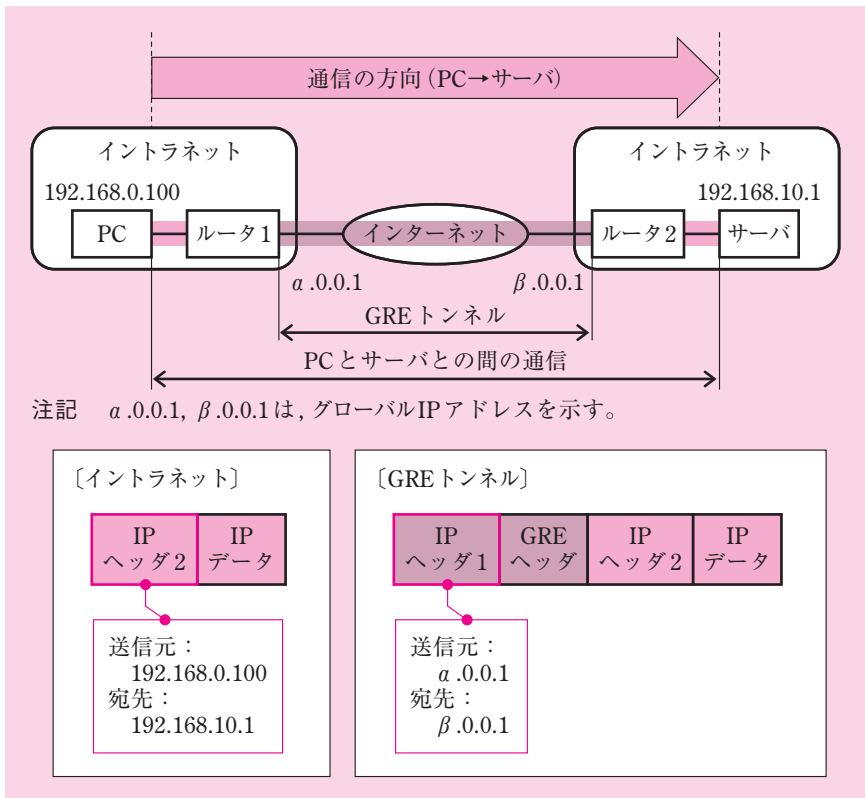 通信の方向(PC→サーバ)
イントラネット
イントラネット
192.168.0.100
192.168.10.1
PC
ルータ1
インターネット
ルータ2
サーバ
α.0.0.1
β.0.0.1
GREトンネル
PCとサーバとの間の通信
注記 α.0.0.1, β.0.0.1は,グローバルIPアドレスを示す。
〔イントラネット〕
IP
ヘッダ2
IP
データ
送信元:
192.168.0.100
宛先:
192.168.10.1
〔GREトンネル〕
IP
ヘッダ1
GRE
ヘッダ
IP
ヘッダ2
IP
データ
送信元:
α.0.0.1
宛先:
β.0.0.1